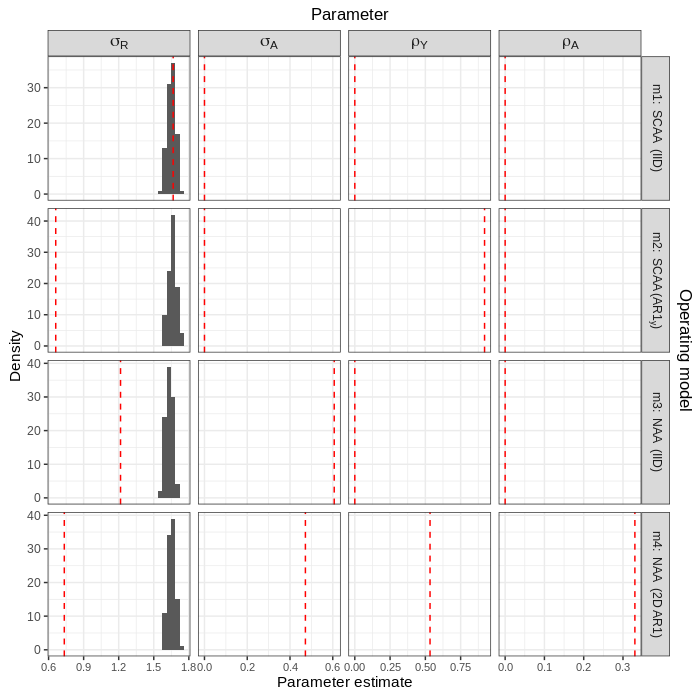 Parameter
σR σA ρY ρA
30
20
10
0
m1: SCAA (IID)
40
30
20
10
0
m2: SCAA (AR1y)
40
30
20
10
0
m3: NAA (IID)
40
30
20
10
0
m4: NAA (2D AR1)
Density
Operating model
0.6 0.9 1.2 1.5 1.8 0.0 0.2 0.4 0.6 0.00 0.25 0.50 0.75 0.0 0.1 0.2 0.3
Parameter estimate